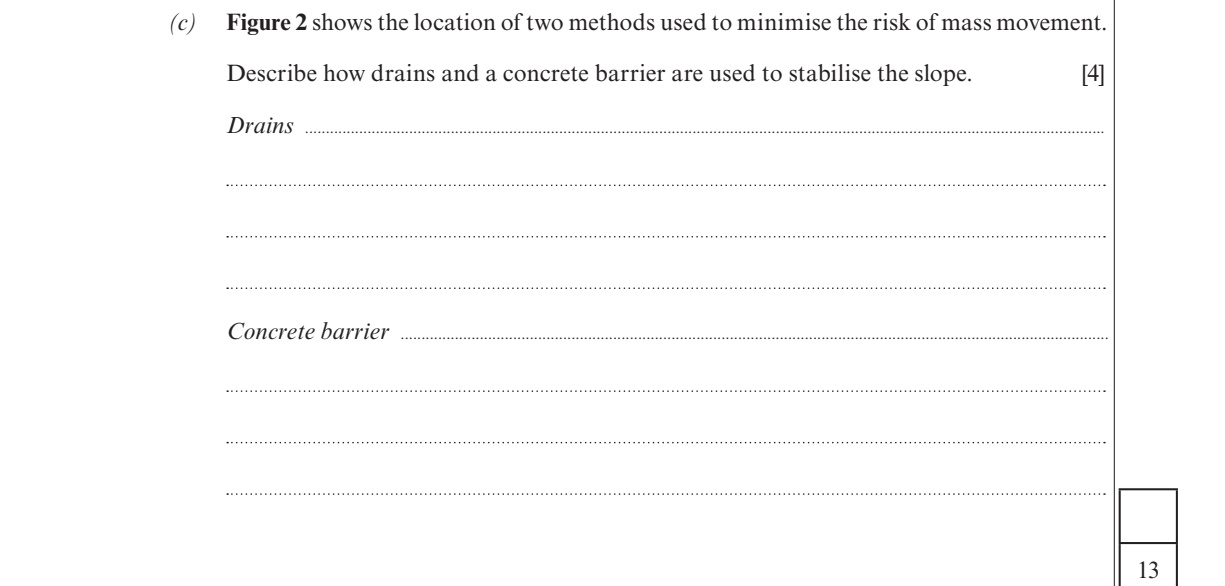 (c) Figure 2 shows the location of two methods used to minimise the risk of mass movement.
Describe how drains and a concrete barrier are used to stabilise the slope. [4]
Drains
Concrete barrier
13